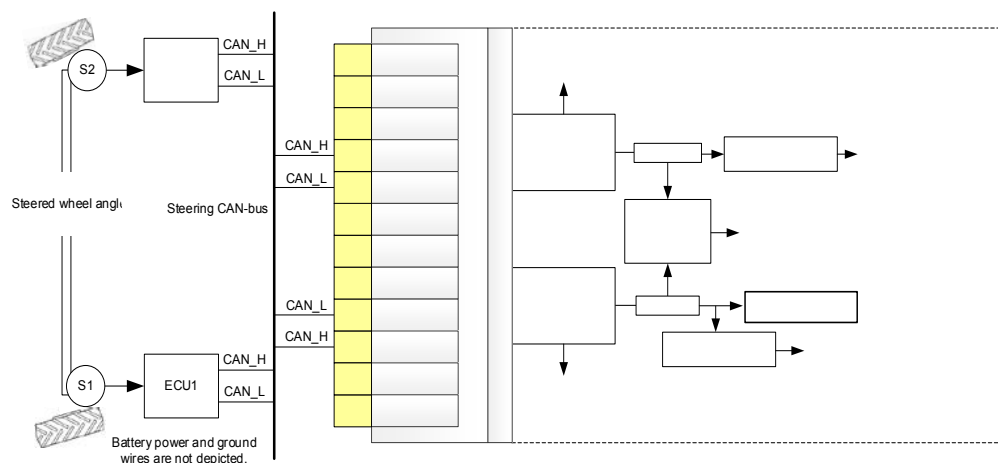 CAN_H
S2
CAN_L
CAN_H
CAN_L
Steered wheel angl
Steering CAN-bus
CAN_L
CAN_H
CAN_H
S1
ECU1
CAN_L
Battery power and ground
wires are not depicted.